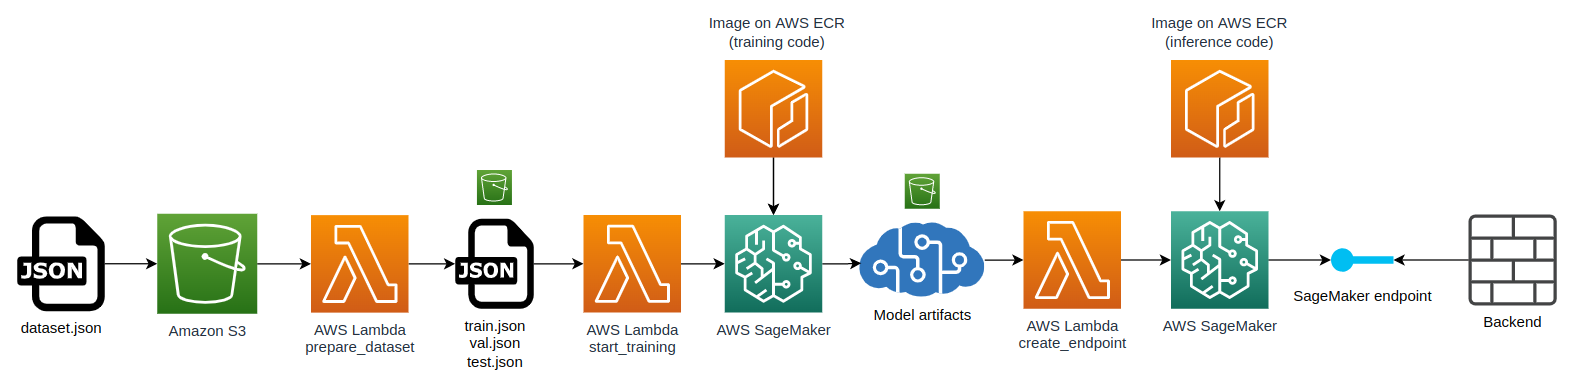 Image on AWS ECR
(training code)
Image on AWS ECR
(inference code)
JSON
dataset.json
Amazon S3
AWS Lambda
prepare_dataset
JSON
train.json
val.json
test.json
AWS Lambda
start_training
AWS SageMaker
Model artifacts
AWS Lambda
create_endpoint
AWS SageMaker
SageMaker endpoint
Backend